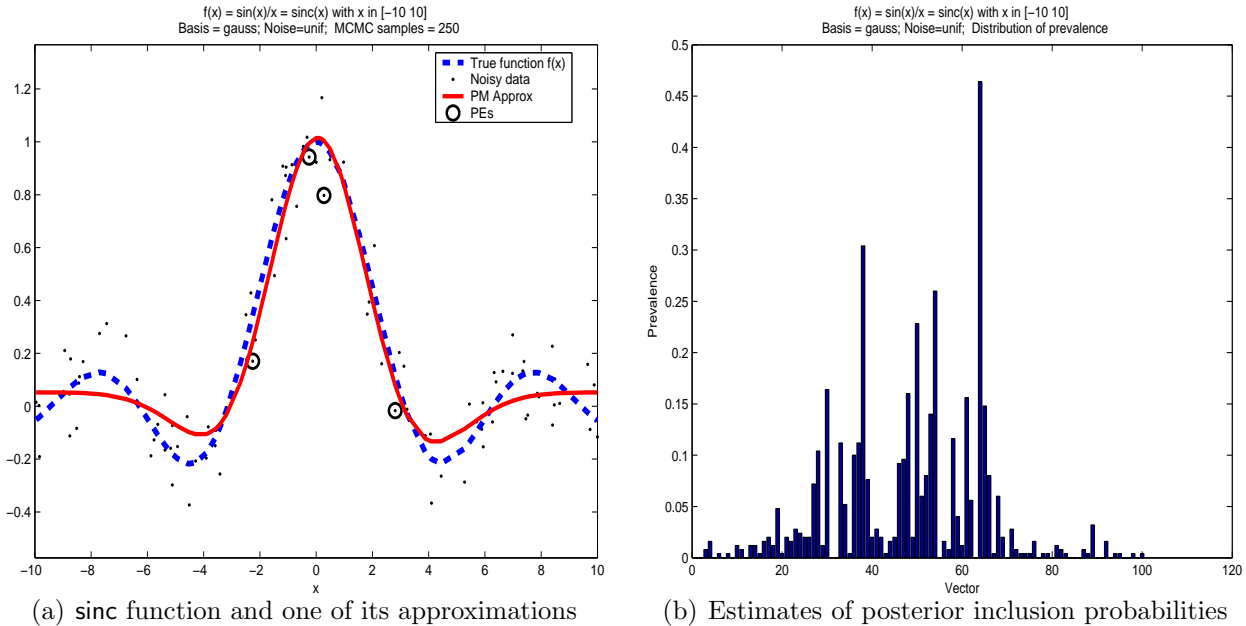 f(x) = sin(x)/x = sinc(x) with x in [-10 10]
Basis = gauss; Noise=unif;  MCMC samples = 250
True function f(x)
Noisy data
PM Approx
PEs
1.2
1
0.8
0.6
0.4
0.2
0
−0.2
−0.4
−10 −8 −6 −4 −2 0 2 4 6 8 10
x
(a) sinc function and one of its approximations
f(x) = sin(x)/x = sinc(x) with x in [-10 10]
Basis = gauss; Noise=unif;  Distribution of prevalence
0.5
0.45
0.4
0.35
0.3
0.25
0.2
0.15
0.1
0.05
0
Prevalence
0 20 40 60 80 100 120
Vector
(b) Estimates of posterior inclusion probabilities